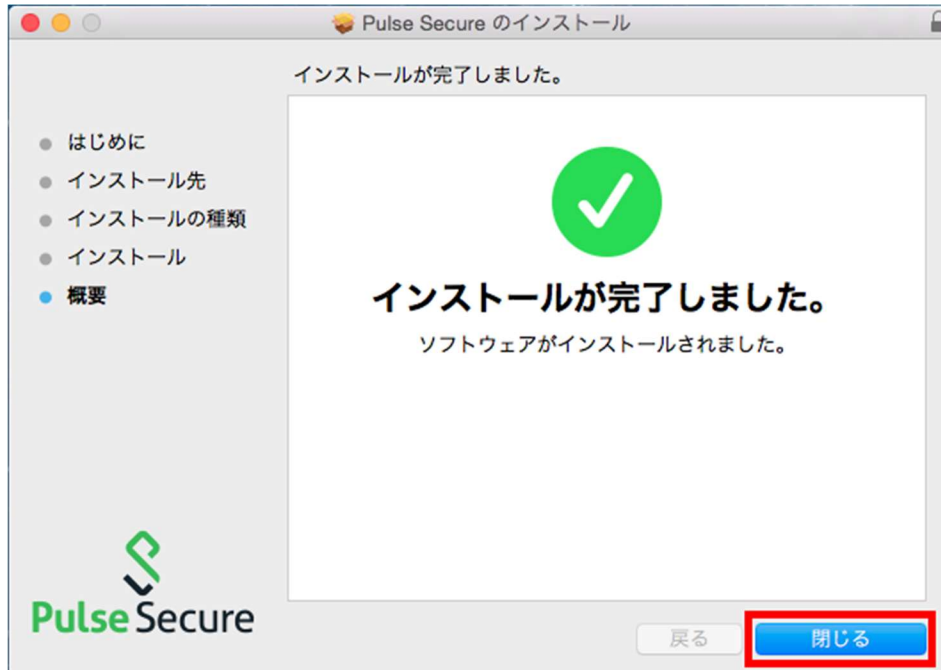 Pulse Secure のインストール
インストールが完了しました。
はじめに
インストール先
インストールの種類
インストール
概要
インストールが完了しました。
ソフトウェアがインストールされました。
Pulse Secure
戻る
閉じる